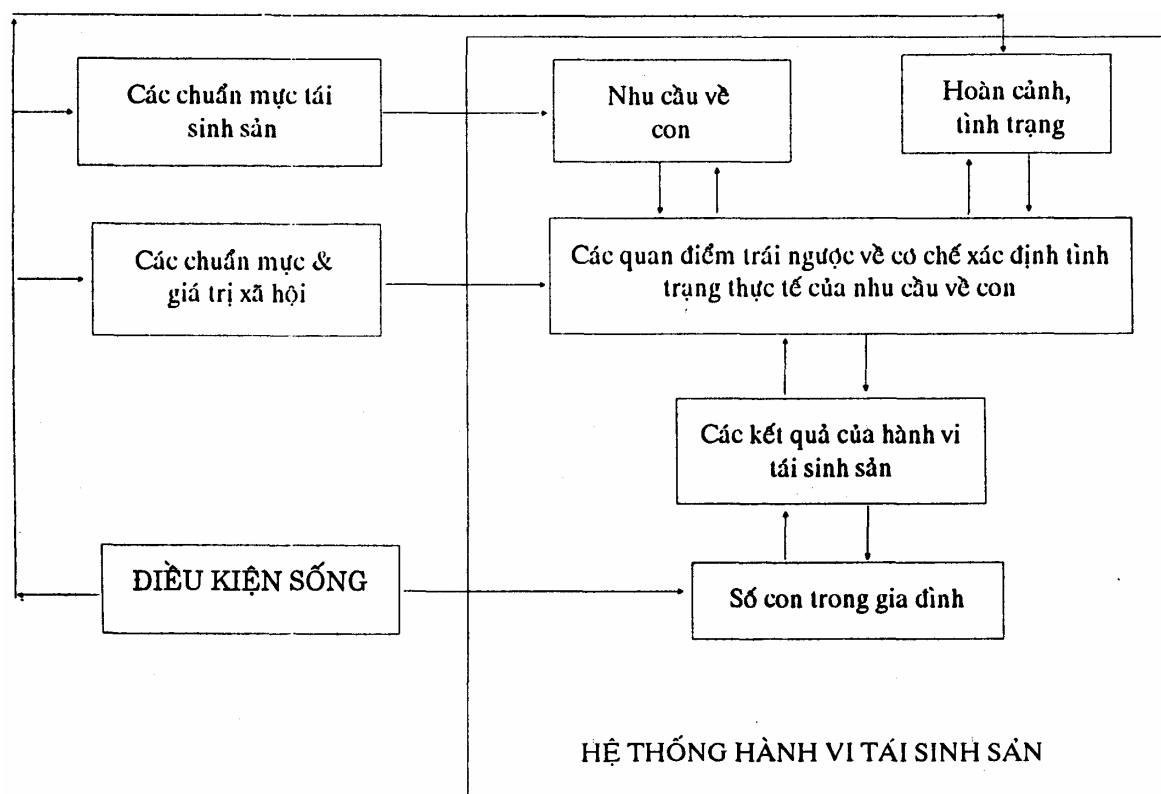 Các chuẩn mực tái
sinh sản
Nhu cầu về
con
Hoàn cảnh,
tình trạng
Các chuẩn mực &
giá trị xã hội
Các quan điểm trái ngược về cơ chế xác định tình
trạng thực tế của nhu cầu về con
Các kết quả của hành vi
tái sinh sản
ĐIỀU KIỆN SỐNG
Số con trong gia đình
HỆ THỐNG HÀNH VI TÁI SINH SẢN